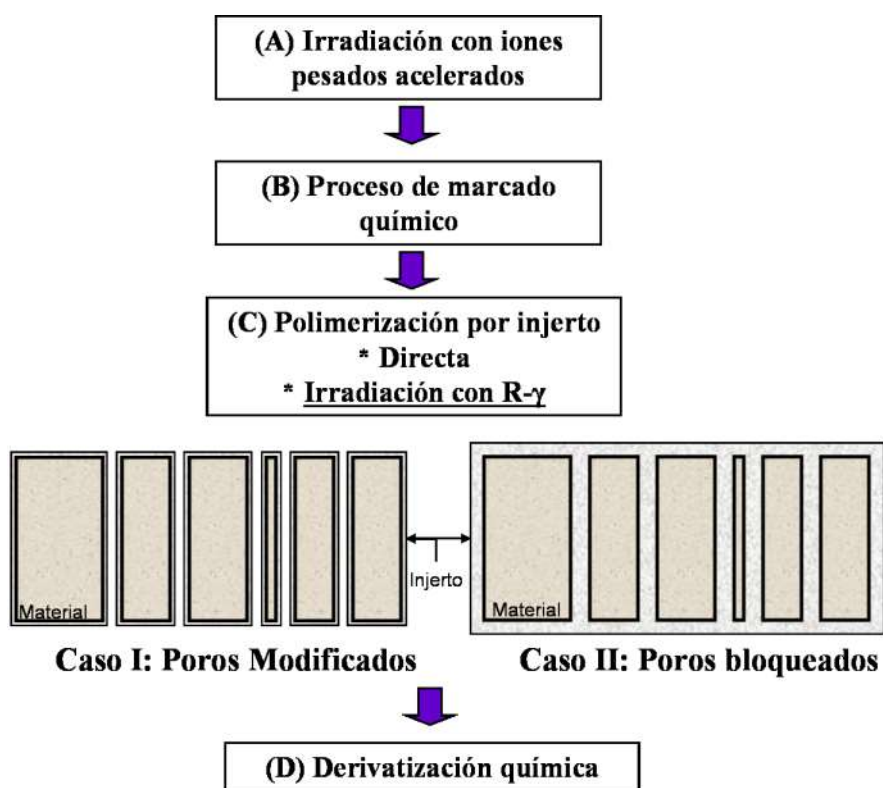 (A) Irradiación con iones
pesados acelerados
(B) Proceso de marcado
químico
(C) Polimerización por injerto
* Directa
* Irradiación con R-γ
Material
Injerto
Material
Caso I: Poros Modificados
Caso II: Poros bloqueados
(D) Derivatización química